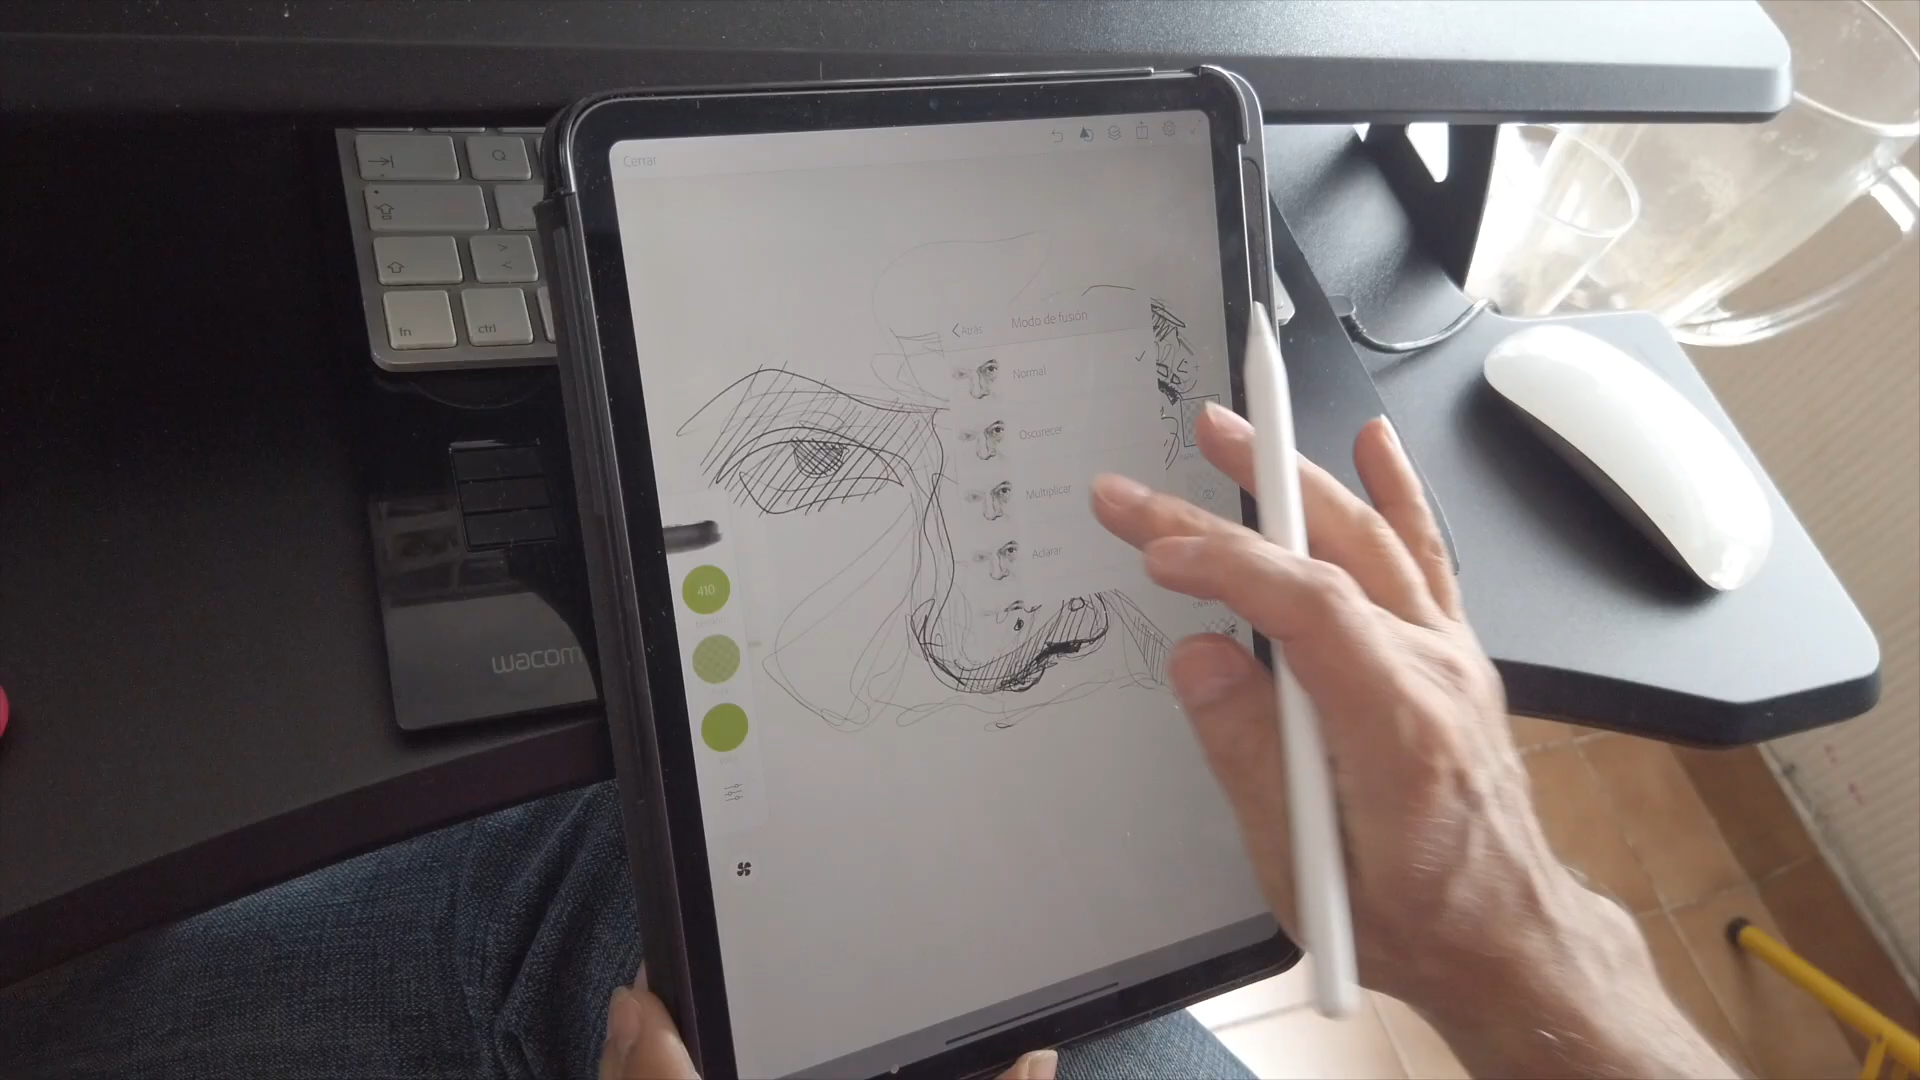 Q
>
<
fn
ctrl
wacom
Cerrar
Atrás
Modo de fusión
Normal
Oscurecer
Multiplicar
Aclarar
410